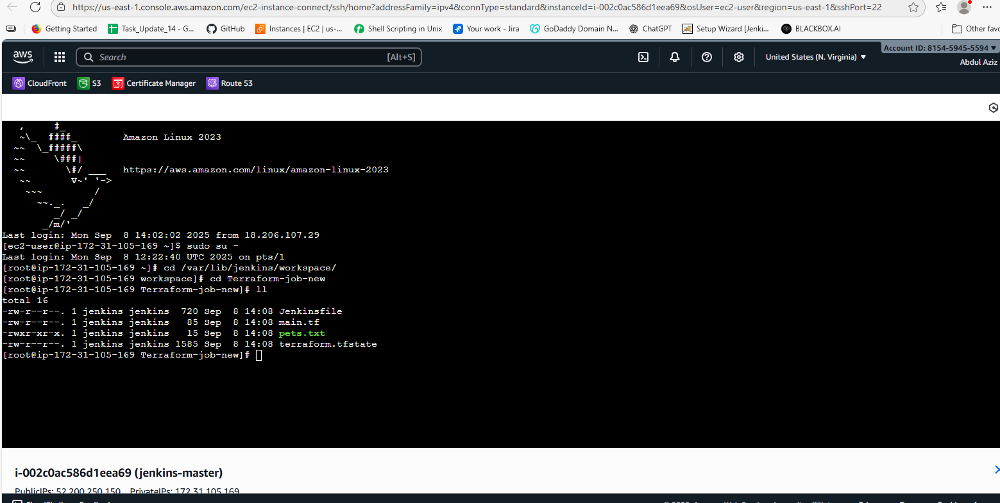 https://us-east-1.console.aws.amazon.com/ec2-instance-connect/ssh/home?addressFamily=ipv4&connType=standard&instanceId=i-002c0ac586d1eea69&osUser=ec2-user&region=us-east-1&sshPort=22
Getting Started Task_Update_14 - G... GitHub Instances | EC2 | us-... Shell Scripting in Unix Your work - Jira GoDaddy Domain N... ChatGPT Setup Wizard [Jenki... BLACKBOX.AI Other favo
aws Search [Alt+S] United States (N. Virginia) ▼ Account ID: 8154-5945-5594 ▼
Abdul Aziz
CloudFront S3 Certificate Manager Route 53
   ,     #_
   ~\_  ####_        Amazon Linux 2023
  ~~  \_#####\
  ~~     \###|
  ~~       \#/ ___   https://aws.amazon.com/linux/amazon-linux-2023
   ~~       V~' '->
    ~~~         /
      ~~._.   _/
         _/ _/
       _/m/'
Last login: Mon Sep  8 14:02:02 2025 from 18.206.107.29
[ec2-user@ip-172-31-105-169 ~]$ sudo su -
Last login: Mon Sep  8 12:22:40 UTC 2025 on pts/1
[root@ip-172-31-105-169 ~]# cd /var/lib/jenkins/workspace/
[root@ip-172-31-105-169 workspace]# cd Terraform-job-new
[root@ip-172-31-105-169 Terraform-job-new]# ll
total 16
-rw-r--r--. 1 jenkins jenkins  720 Sep  8 14:08 Jenkinsfile
-rw-r--r--. 1 jenkins jenkins   85 Sep  8 14:08 main.tf
-rwxr-xr-x. 1 jenkins jenkins   15 Sep  8 14:08 pets.txt
-rw-r--r--. 1 jenkins jenkins 1585 Sep  8 14:08 terraform.tfstate
[root@ip-172-31-105-169 Terraform-job-new]#
i-002c0ac586d1eea69 (jenkins-master)
PublicIPs: 52.200.250.150 PrivateIPs: 172.31.105.169